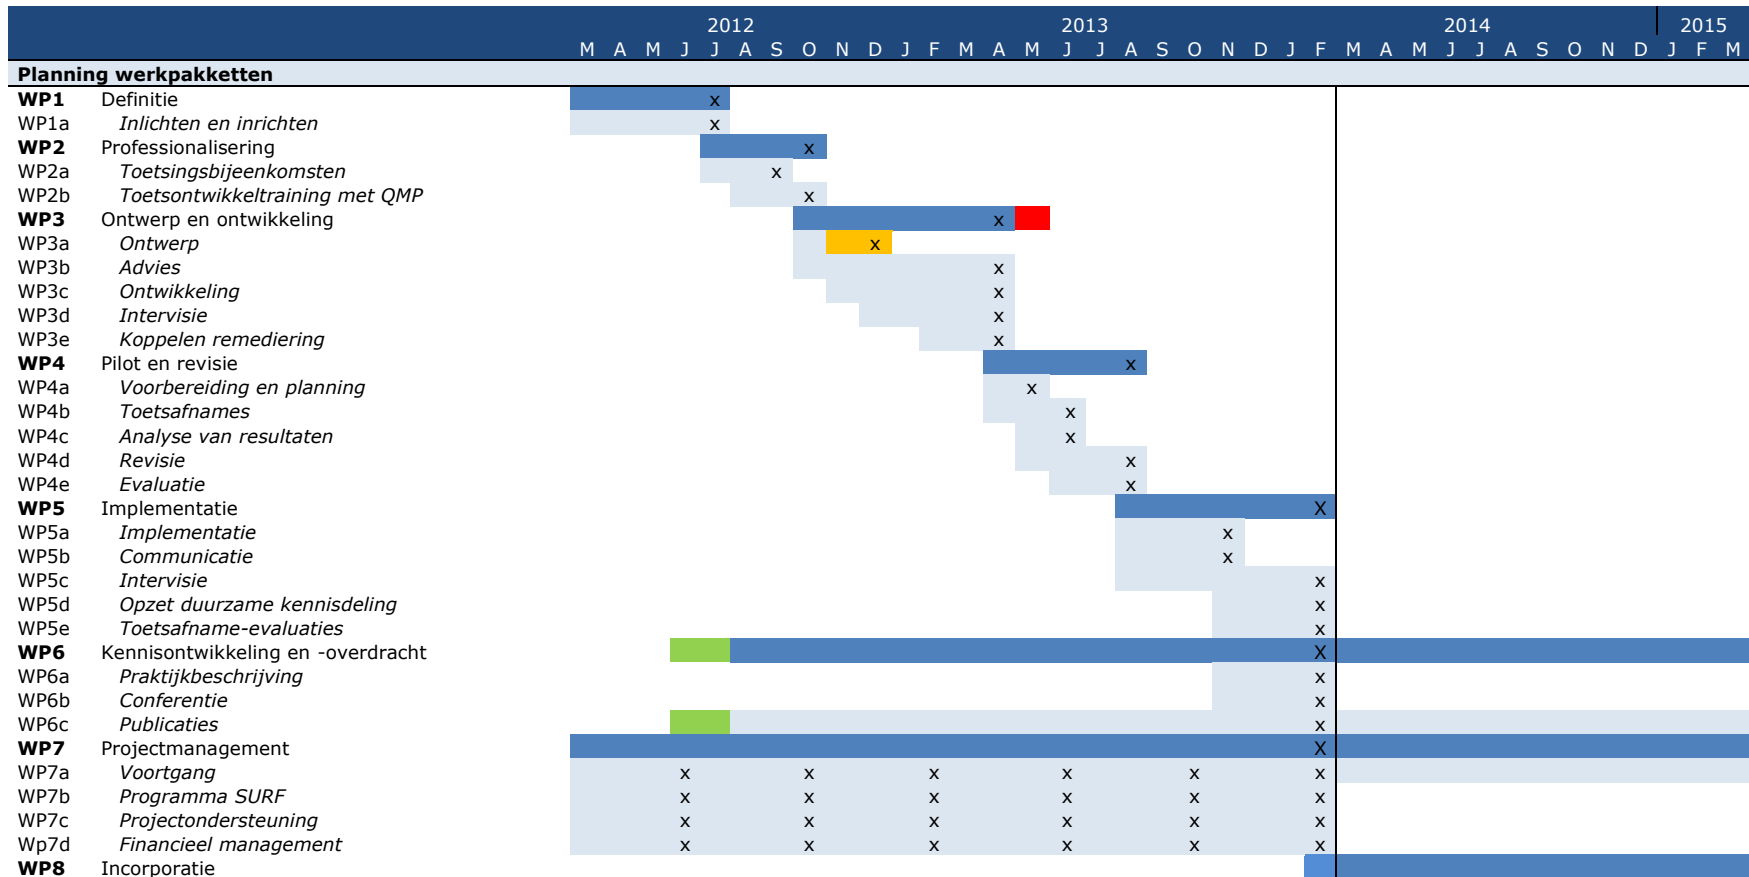 2012 2013 2014 2015
M A M J J A S O N D J F M A M J J A S O N D J F M A M J J A S O N D J F M
Planning werkpakketten
WP1 Definitie x
WP1a Inlichten en inrichten x
WP2 Professionalisering x
WP2a Toetsingsbijeenkomsten x
WP2b Toetsontwikkeltraining met QMP x
WP3 Ontwerp en ontwikkeling x
WP3a Ontwerp x
WP3b Advies x
WP3c Ontwikkeling x
WP3d Intervisie x
WP3e Koppelen remediering x
WP4 Pilot en revisie x
WP4a Voorbereiding en planning x
WP4b Toetsafnames x
WP4c Analyse van resultaten x
WP4d Revisie x
WP4e Evaluatie x
WP5 Implementatie X
WP5a Implementatie x
WP5b Communicatie x
WP5c Intervisie x
WP5d Opzet duurzame kennisdeling x
WP5e Toetsafname-evaluaties x
WP6 Kennisontwikkeling en -overdracht X
WP6a Praktijkbeschrijving x
WP6b Conferentie x
WP6c Publicaties x
WP7 Projectmanagement X
WP7a Voortgang x x x x x x
WP7b Programma SURF x x x x x x
WP7c Projectondersteuning x x x x x x
Wp7d Financieel management x x x x x x
WP8 Incorporatie